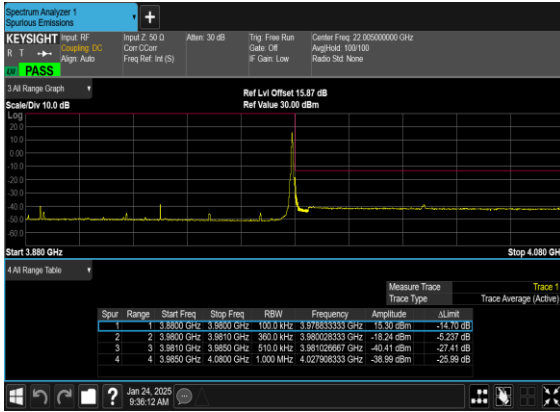 Spectrum Analyzer 1
Spurious Emissions
+
KEYSIGHT Input: RF Input Z: 50 Ω Atten: 30 dB Trig: Free Run Center Freq: 22.005000000 GHz
R T Coupling: DC Corr CCorr Gate: Off Avg|Hold: 100/100
Align: Auto Freq Ref: Int (S) IF Gain: Low Radio Std: None
PASS
3 All Range Graph
Ref Lvl Offset 15.87 dB
Scale/Div 10.0 dB Ref Value 30.00 dBm
Log
20.0
10.0
0.00
-10.0
-20.0
-30.0
-40.0
-50.0
-60.0
Start 3.880 GHz Stop 4.080 GH
4 All Range Table
Measure Trace Trace 1
Trace Type Trace Average (Active)
Spur Range Start Freq Stop Freq RBW Frequency Amplitude ΔLimit
1 1 3.8800 GHz 3.9800 GHz 100.0 kHz 3.978833333 GHz 15.30 dBm -14.70 dB
2 2 3.9800 GHz 3.9810 GHz 360.0 kHz 3.980028333 GHz -18.24 dBm -5.237 dB
3 3 3.9810 GHz 3.9850 GHz 510.0 kHz 3.981026667 GHz -40.41 dBm -27.41 dB
4 4 3.9850 GHz 4.0800 GHz 1.000 MHz 4.027908333 GHz -38.99 dBm -25.99 dB
? Jan 24, 2025
9:36:12 AM